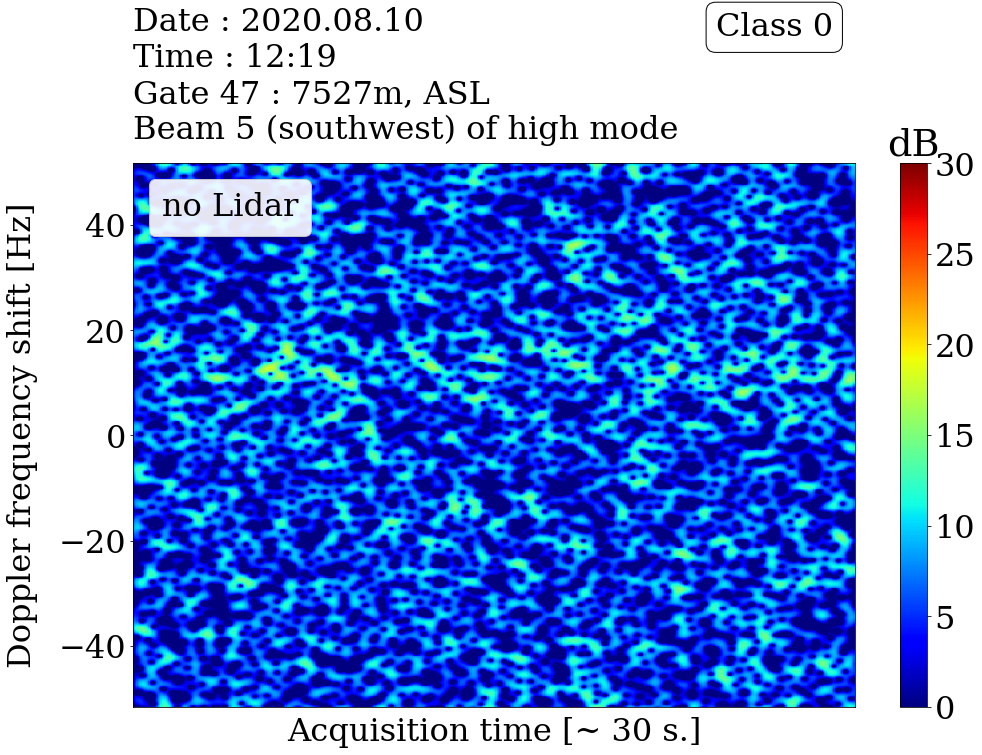 Date : 2020.08.10
Time : 12:19
Gate 47 : 7527m, ASL
Beam 5 (southwest) of high mode
Class 0
dB
no Lidar
Doppler frequency shift [Hz]
40
20
0
−20
−40
Acquisition time [~ 30 s.]
30
25
20
15
10
5
0